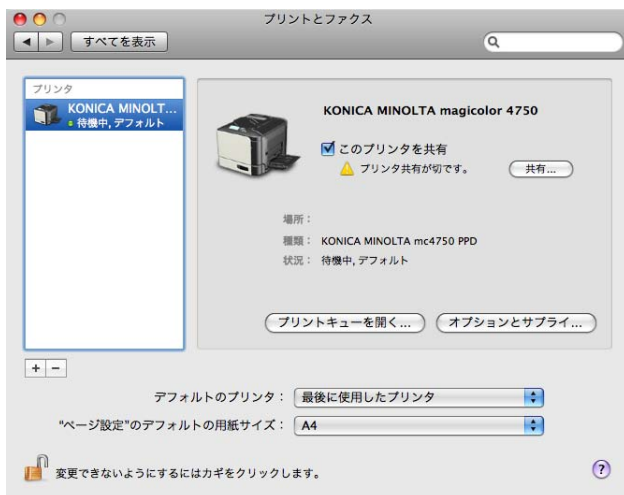 プリントとファクス
すべてを表示
プリンタ
KONICA MINOLT...
待機中, デフォルト
KONICA MINOLTA magicolor 4750
このプリンタを共有
プリンタ共有が切です。
共有...
場所：
種類： KONICA MINOLTA mc4750 PPD
状況： 待機中, デフォルト
プリントキューを開く...
オプションとサプライ...
+ −
デフォルトのプリンタ： 最後に使用したプリンタ
"ページ設定"のデフォルトの用紙サイズ： A4
変更できないようにするにはカギをクリックします。
?